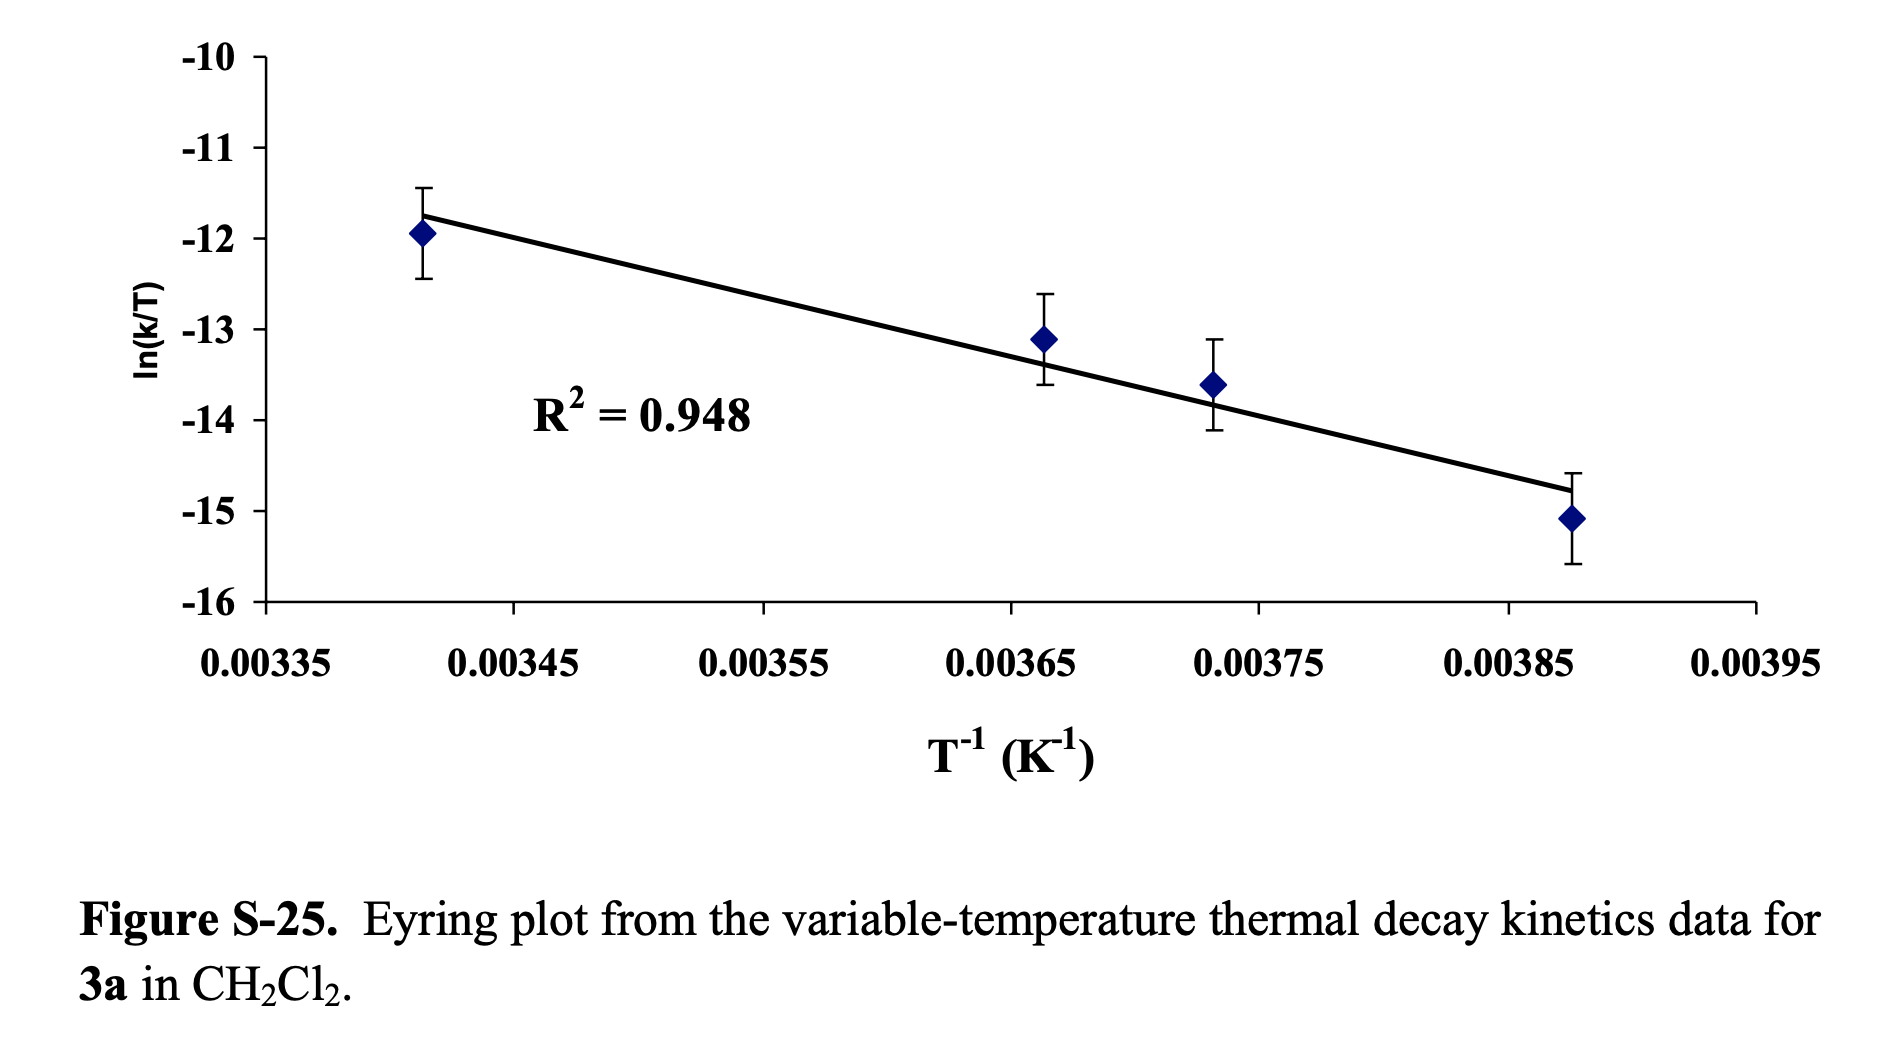 -10
-11
-12
-13
-14
-15
-16
ln(k/T)
R² = 0.948
0.00335 0.00345 0.00355 0.00365 0.00375 0.00385 0.00395
T⁻¹ (K⁻¹)
Figure S-25. Eyring plot from the variable-temperature thermal decay kinetics data for
3a in CH₂Cl₂.